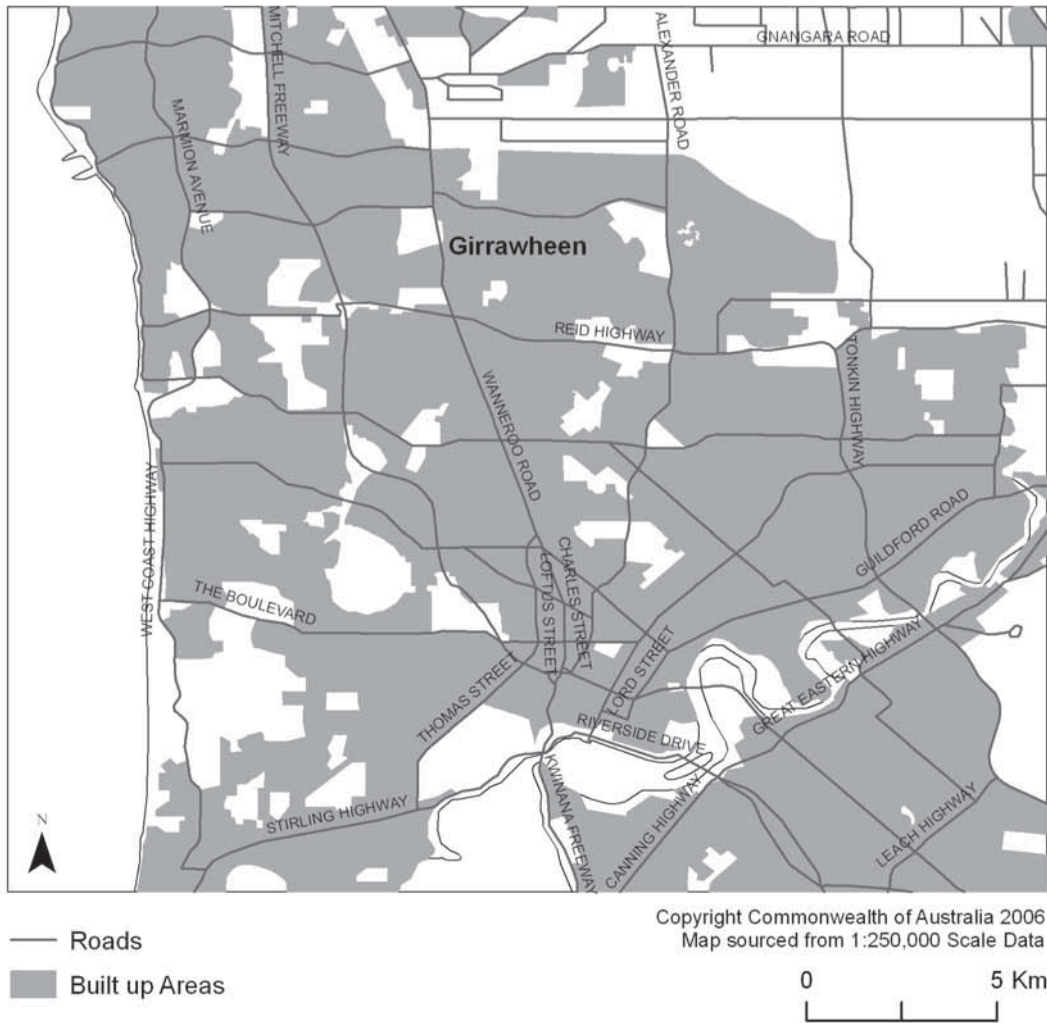 GNANGARA ROAD
MITCHELL FREEWAY
ALEXANDER ROAD
MARMION AVENUE
Girrawheen
REID HIGHWAY
TONKIN HIGHWAY
WANNEROO ROAD
WEST COAST HIGHWAY
GUILDFORD ROAD
CHARLES STREET
LOFTUS STREET
THE BOULEVARD
LORD STREET
THOMAS STREET
GREAT EASTERN HIGHWAY
RIVERSIDE DRIVE
KWINANA FREEWAY
CANNING HIGHWAY
LEACH HIGHWAY
STIRLING HIGHWAY
N
Roads
Built up Areas
Copyright Commonwealth of Australia 2006
Map sourced from 1:250,000 Scale Data
0 5 Km